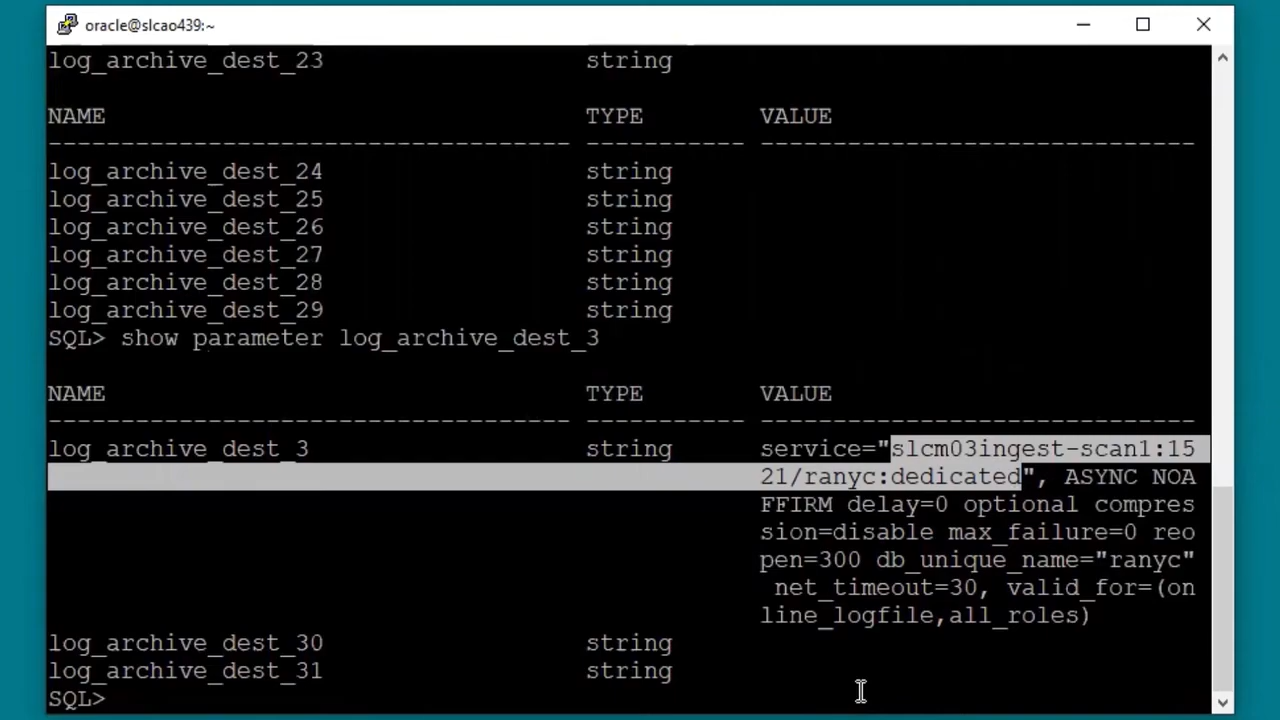 oracle@slcao439:~
log_archive_dest_23 string
NAME TYPE VALUE
------------------------------------ ----------- ------------------------------
log_archive_dest_24 string
log_archive_dest_25 string
log_archive_dest_26 string
log_archive_dest_27 string
log_archive_dest_28 string
log_archive_dest_29 string
SQL> show parameter log_archive_dest_3
NAME TYPE VALUE
------------------------------------ ----------- ------------------------------
log_archive_dest_3 string service="slcm03ingest-scan1:15
21/ranyc:dedicated", ASYNC NOA
FFIRM delay=0 optional compres
sion=disable max_failure=0 reo
pen=300 db_unique_name="ranyc"
net_timeout=30, valid_for=(on
line_logfile,all_roles)
log_archive_dest_30 string
log_archive_dest_31 string
SQL>